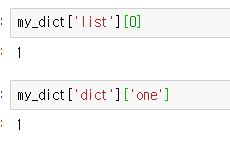 : my_dict['list'][0]
: 1
: my_dict['dict']['one']
: 1